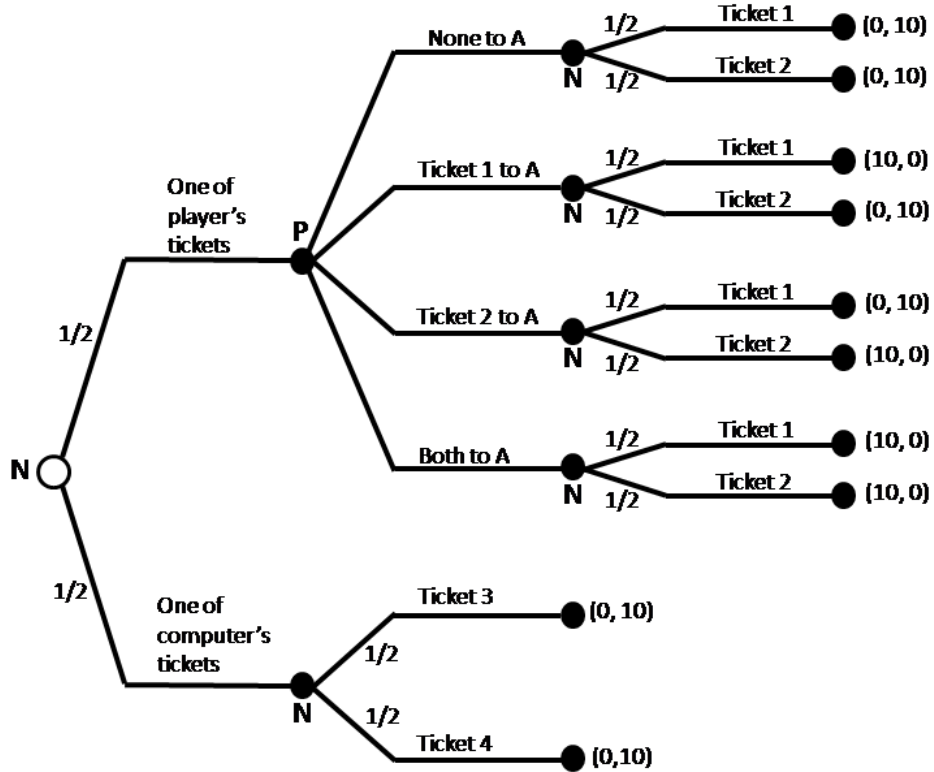 1/2 Ticket 1 (0, 10)
None to A
N
1/2 Ticket 2 (0, 10)
1/2 Ticket 1 (10, 0)
Ticket 1 to A
N
1/2 Ticket 2 (0, 10)
One of
player's
tickets
P
1/2 Ticket 1 (0, 10)
Ticket 2 to A
N
1/2 Ticket 2 (10, 0)
1/2
1/2 Ticket 1 (10, 0)
Both to A
N
1/2 Ticket 2 (10, 0)
N
1/2
One of
computer's
tickets
N
Ticket 3 (0, 10)
1/2
1/2
Ticket 4 (0,10)